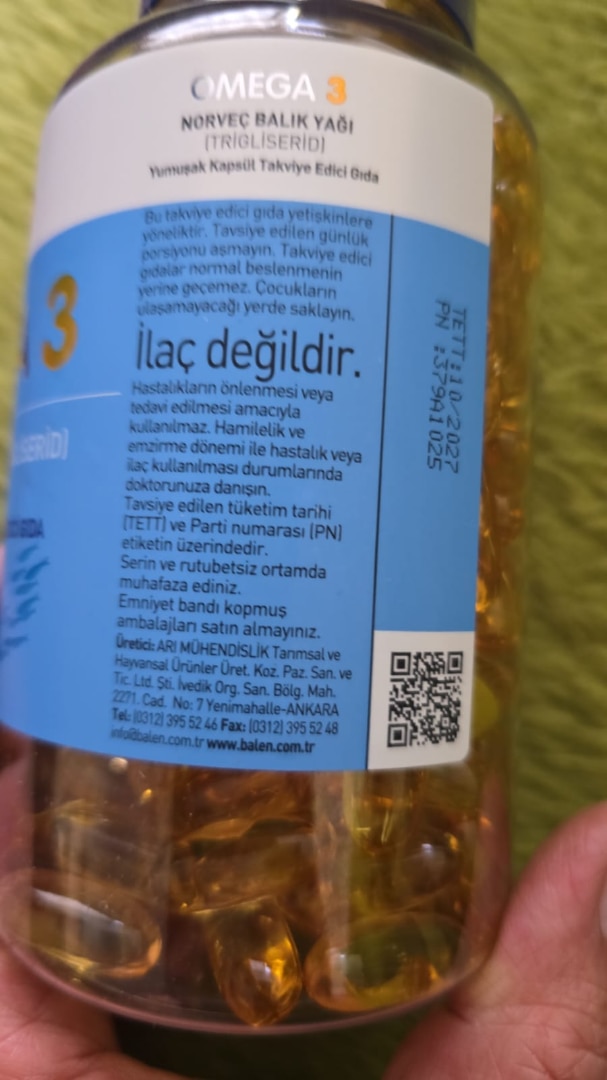 OMEGA 3
NORVEÇ BALIK YAĞI
(TRİGLİSERİD)
Yumuşak Kapsül Takviye Edici Gıda
Bu takviye edici gıda yetişkinlere
yöneliktir. Tavsiye edilen günlük
porsiyonu aşmayın. Takviye edici
gıdalar normal beslenmenin
yerine geçemez. Çocukların
ulaşamayacağı yerde saklayın.
İlaç değildir.
Hastalıkların önlenmesi veya
tedavi edilmesi amacıyla
kullanılmaz. Hamilelik ve
emzirme dönemi ile hastalık veya
ilaç kullanılması durumlarında
doktorunuza danışın.
Tavsiye edilen tüketim tarihi
(TETT) ve Parti numarası (PN)
etiketin üzerindedir.
Serin ve rutubetsiz ortamda
muhafaza ediniz.
Emniyet bandı kopmuş
ambalajları satın almayınız.
Üretici: ARI MÜHENDİSLİK Tarımsal ve
Hayvansal Ürünler Üret. Koz. Paz. San. ve
Tic. Ltd. Şti. İvedik Org. San. Bölg. Mah.
2271. Cad. No: 7 Yenimahalle-ANKARA
Tel: (0312) 395 52 46 Fax: (0312) 395 52 48
info@balen.com.tr www.balen.com.tr
TETT:10/2027
PN :379A1025
3
GIDA